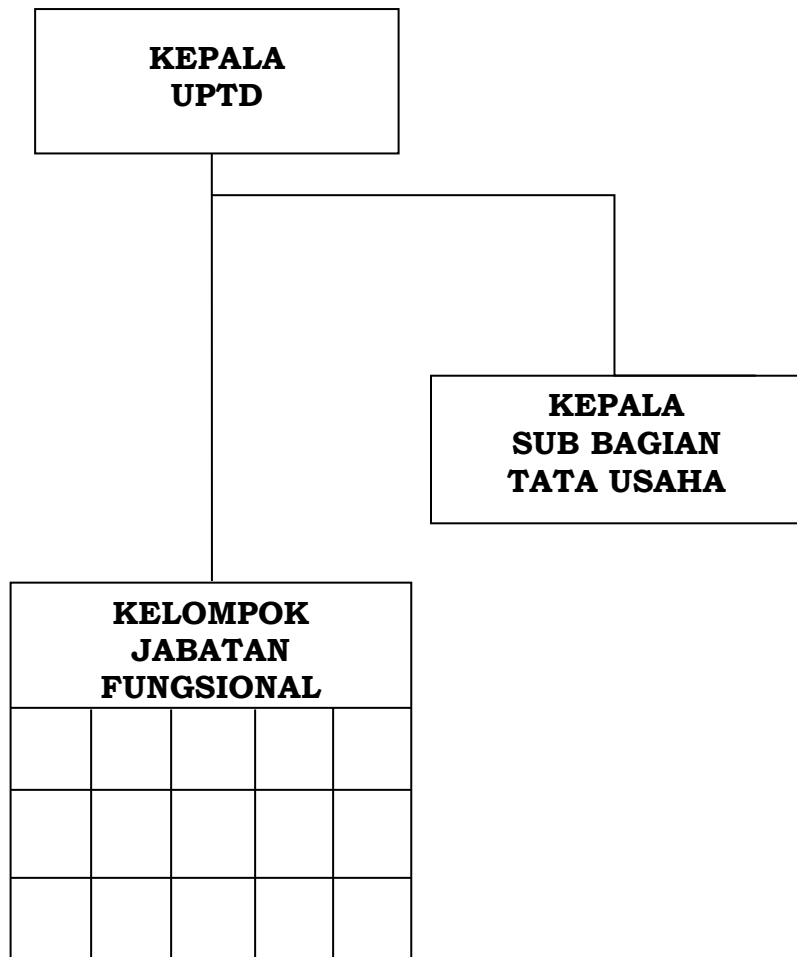 KEPALA
UPTD
KEPALA
SUB BAGIAN
TATA USAHA
KELOMPOK
JABATAN
FUNGSIONAL